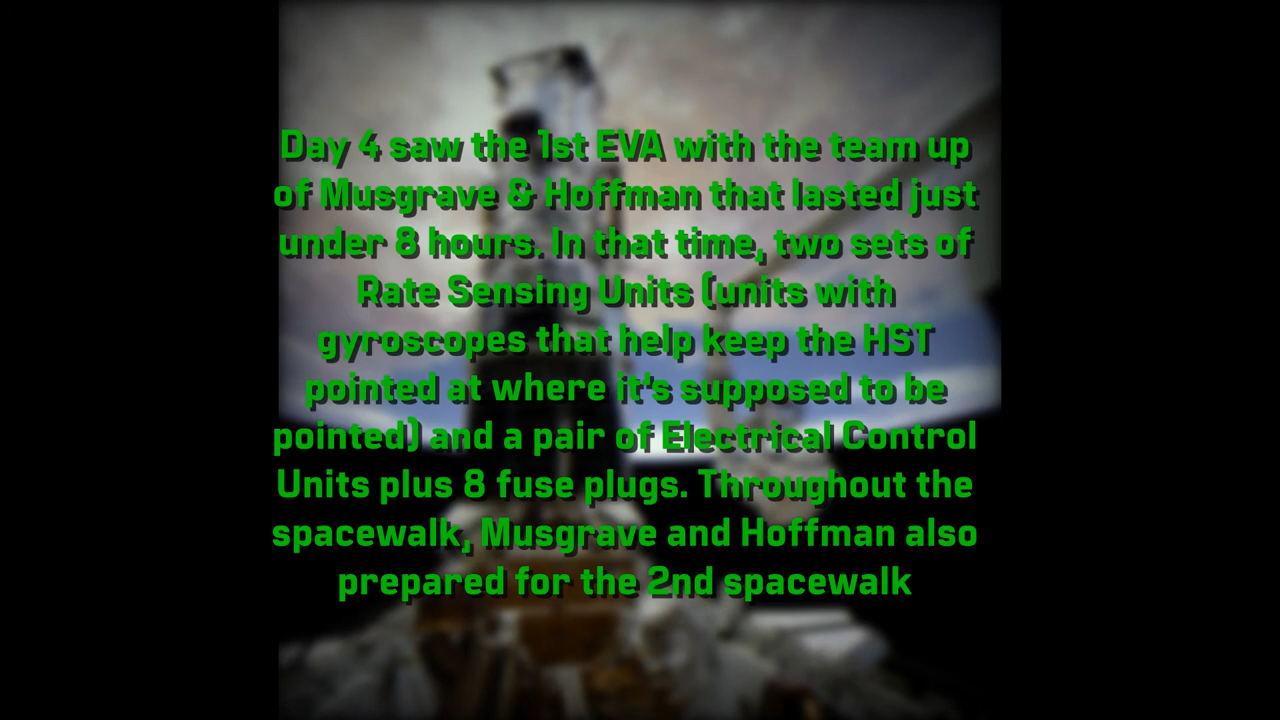 Day 4 saw the 1st EVA with the team up
of Musgrave & Hoffman that lasted just
under 8 hours. In that time, two sets of
Rate Sensing Units (units with
gyroscopes that help keep the HST
pointed at where it's supposed to be
pointed) and a pair of Electrical Control
Units plus 8 fuse plugs. Throughout the
spacewalk, Musgrave and Hoffman also
prepared for the 2nd spacewalk